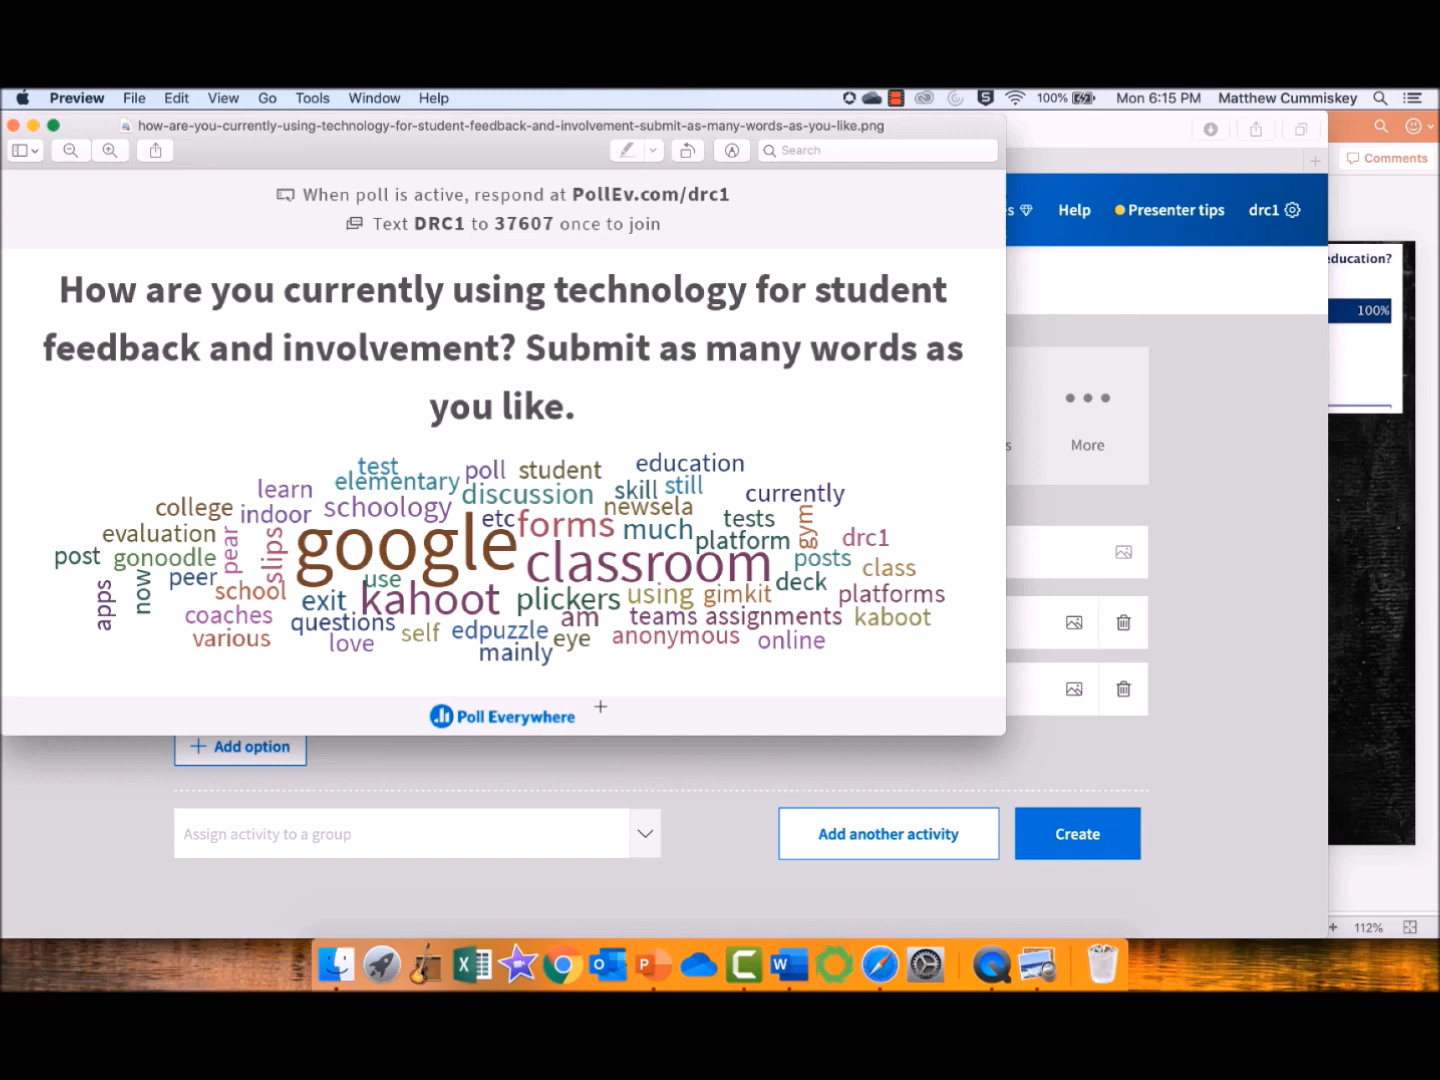 Preview File Edit View Go Tools Window Help 100% Mon 6:15 PM Matthew Cummiskey
how-are-you-currently-using-technology-for-student-feedback-and-involvement-submit-as-many-words-as-you-like.png
Search
Comments
When poll is active, respond at PollEv.com/drc1
Text DRC1 to 37607 once to join
s Help Presenter tips drc1
education?
100%
How are you currently using technology for student
feedback and involvement? Submit as many words as
you like.
More
s
test poll student education
elementary
learn discussion skill still currently
college indoor schoology etc newsela
evaluation google forms much tests gym drc1
post gonoodle pear slips classroom platform posts class
apps now peer use deck
school exit kahoot plickers using gimkit platforms
coaches questions am teams assignments kaboot
various love self edpuzzle eye anonymous online
mainly
Poll Everywhere
Add option
Assign activity to a group
Add another activity
Create
112%